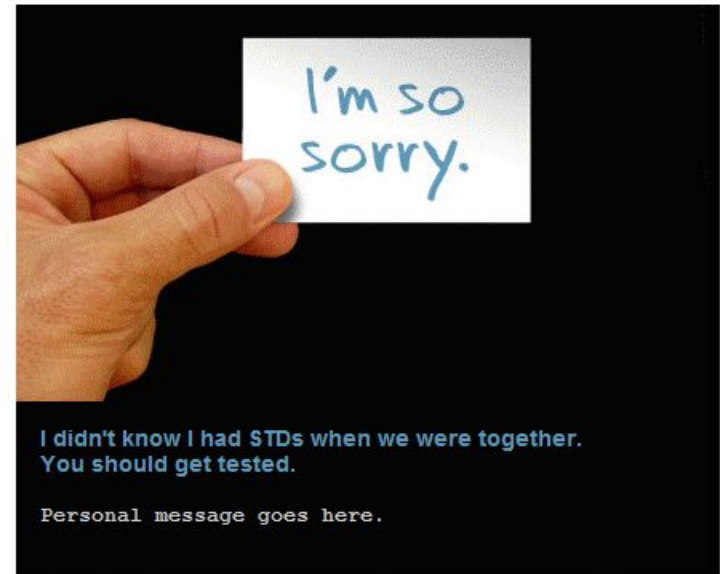 I'm so
sorry.
I didn't know I had STDs when we were together.
You should get tested.
Personal message goes here.